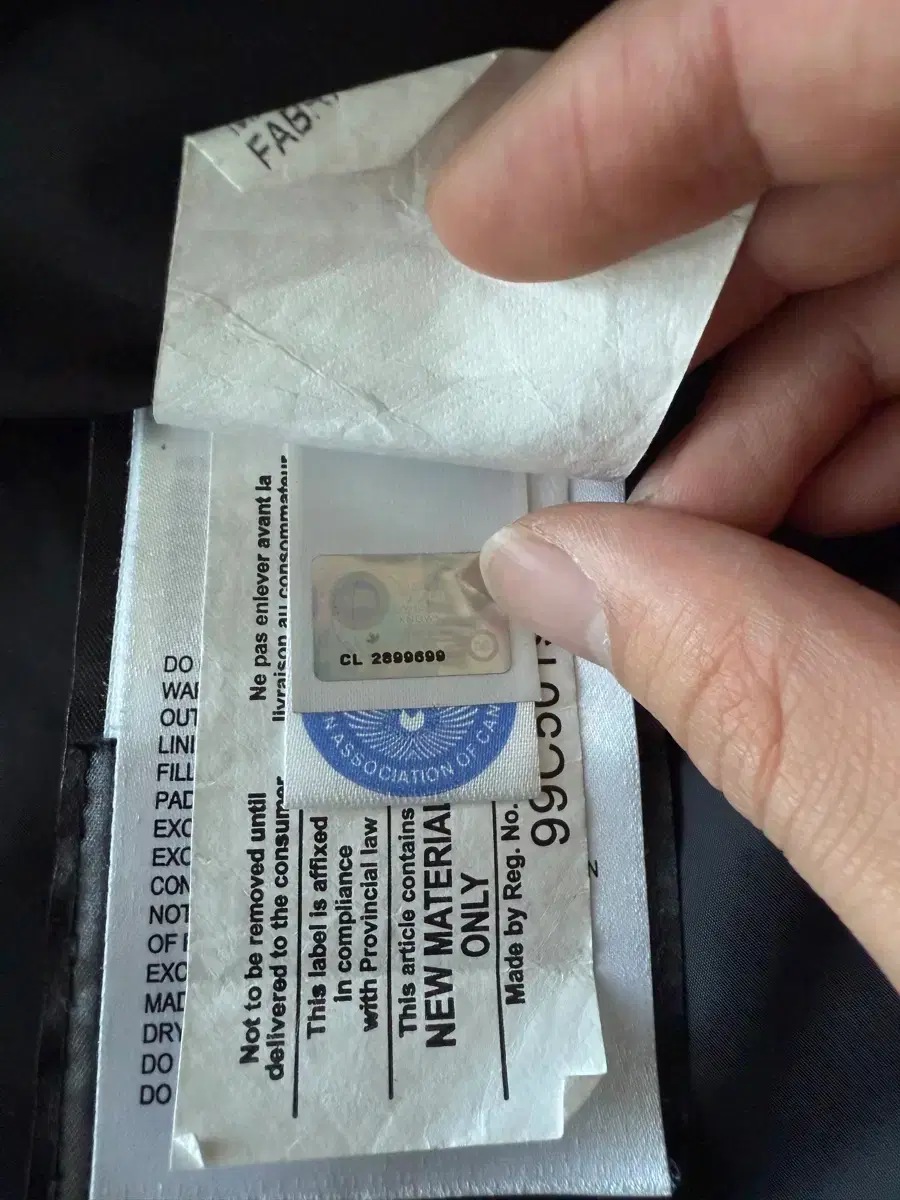 FAB
Ne pas enlever avant la
livraison au consommateur
CL 2899699
ASSOCIATION OF CAN
DO
WAR
OUT
LINI
FILL
PAD
EXC
EXC
CON
NOT
OF F
EXC
MAD
DRY
DO
DO
Not to be removed until
delivered to the consumer
This label is affixed
in compliance
with Provincial law
This article contains
NEW MATERIAL
ONLY
Made by Reg. No.
99C501
N